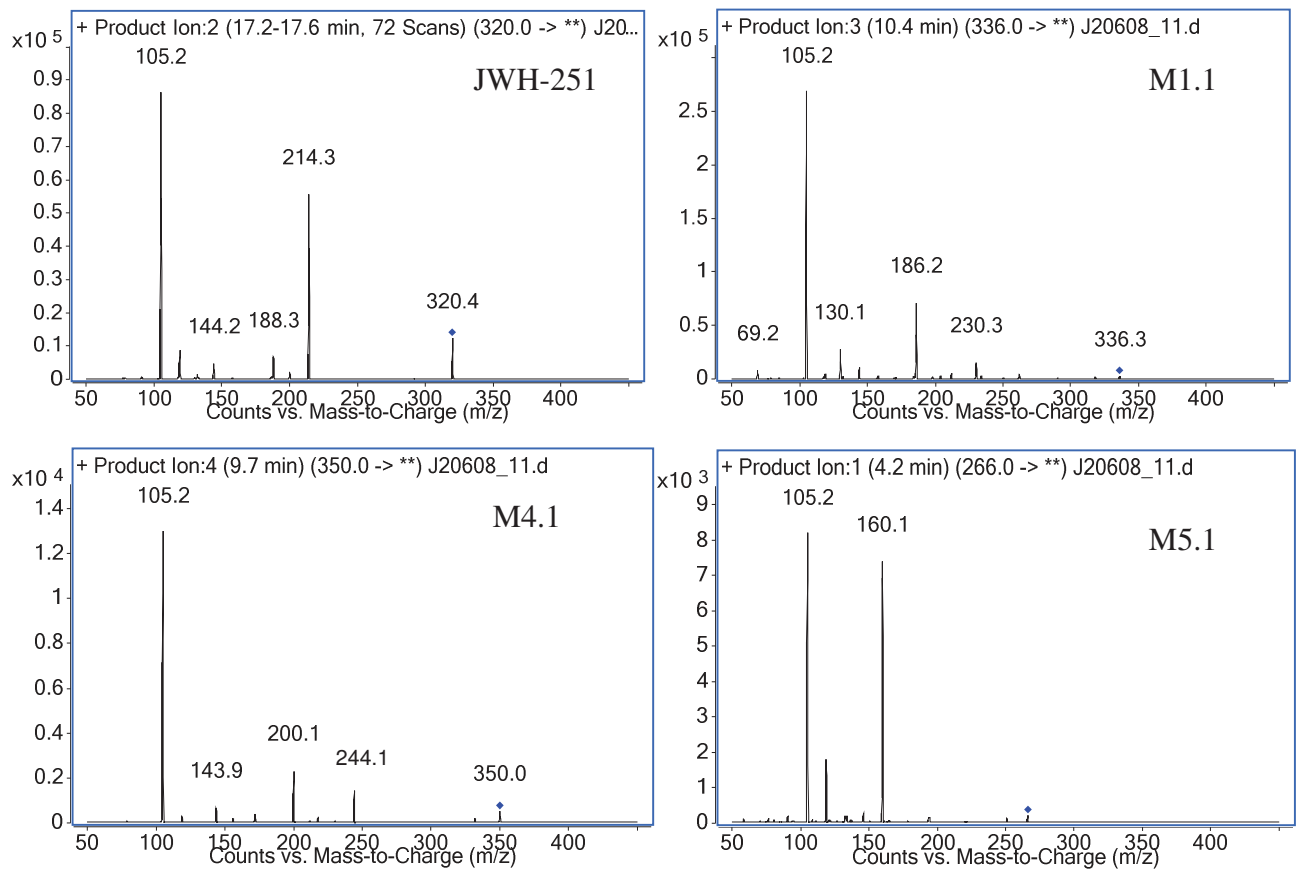 + Product Ion:2 (17.2-17.6 min, 72 Scans) (320.0 -> **) J20...
x10 5
105.2
JWH-251
0.9
0.8
0.7
214.3
0.6
0.5
0.4
0.3
320.4
0.2
144.2 188.3
0.1
0
50 100 150 200 250 300 350 400
Counts vs. Mass-to-Charge (m/z)
+ Product Ion:3 (10.4 min) (336.0 -> **) J20608_11.d
x10 5
105.2
M1.1
2.5
2
1.5
1
186.2
0.5
69.2 130.1 230.3 336.3
0
50 100 150 200 250 300 350 400
Counts vs. Mass-to-Charge (m/z)
+ Product Ion:4 (9.7 min) (350.0 -> **) J20608_11.d
x10 4
105.2
M4.1
1.4
1.2
1
0.8
0.6
0.4
200.1
244.1
0.2
143.9 350.0
0
50 100 150 200 250 300 350 400
Counts vs. Mass-to-Charge (m/z)
+ Product Ion:1 (4.2 min) (266.0 -> **) J20608_11.d
x10 3
105.2
160.1
M5.1
9
8
7
6
5
4
3
2
1
0
50 100 150 200 250 300 350 400
Counts vs. Mass-to-Charge (m/z)